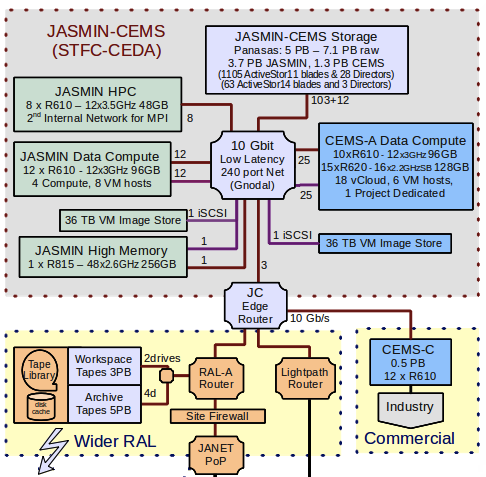 JASMIN-CEMS
(STFC-CEDA)
JASMIN-CEMS Storage
Panasas: 5 PB – 7.1 PB raw
3.7 PB JASMIN, 1.3 PB CEMS
(1105 ActiveStor11 blades & 28 Directors)
(63 ActiveStor14 blades and 3 Directors)
103+12
JASMIN HPC
8 x R610 – 12x3.5GHz 48GB
2nd Internal Network for MPI
8
10 Gbit
Low Latency
240 port Net
(Gnodal)
JASMIN Data Compute
12 x R610 - 12x3GHz 96GB
4 Compute, 8 VM hosts
12
12
CEMS-A Data Compute
10xR610 - 12x3GHz 96GB
15xR620 - 16x2.2GHzSB 128GB
18 vCloud, 6 VM hosts,
1 Project Dedicated
25
25
36 TB VM Image Store
1 iSCSI
1 iSCSI
36 TB VM Image Store
JASMIN High Memory
1 x R815 – 48x2.6GHz 256GB
1
1
3
JC
Edge
Router
10 Gb/s
Tape
Library
disk
cache
Workspace
Tapes 3PB
Archive
Tapes 5PB
2drives
4d
RAL-A
Router
Lightpath
Router
Site Firewall
JANET
PoP
Wider RAL
CEMS-C
0.5 PB
12 x R610
Industry
Commercial